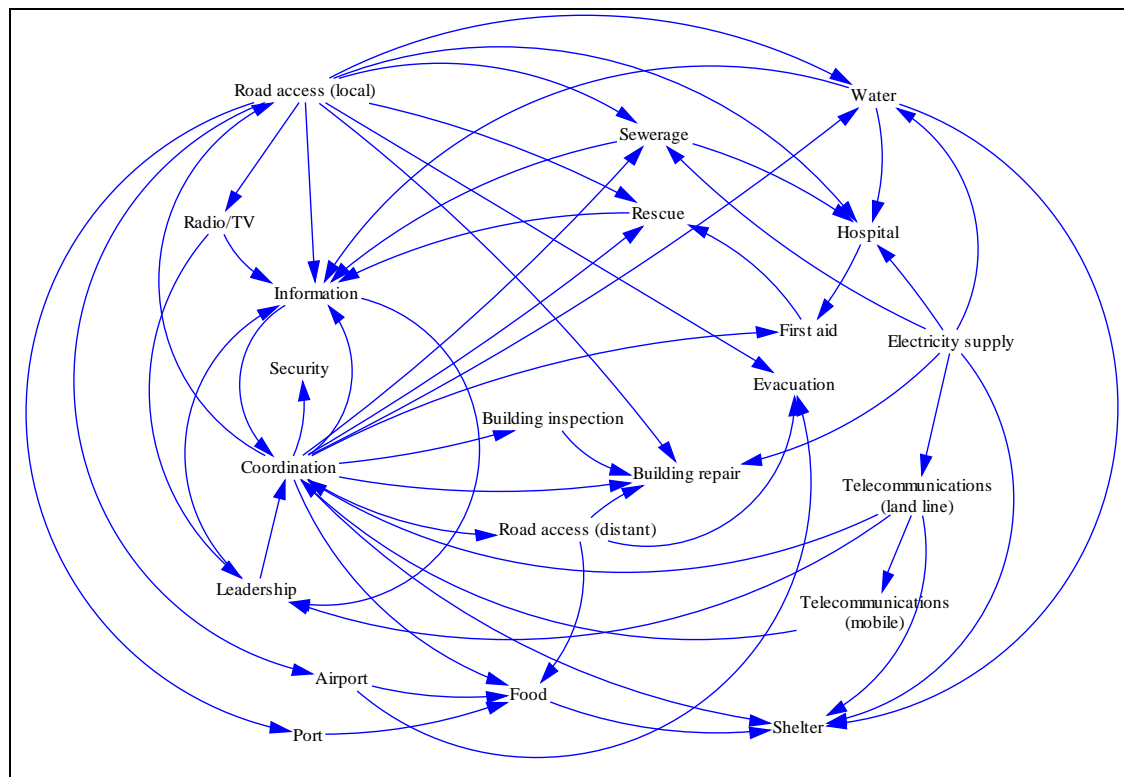 Road access (local)
Water
Sewerage
Rescue
Radio/TV
Hospital
Information
First aid
Electricity supply
Security
Evacuation
Building inspection
Coordination
Building repair
Telecommunications
(land line)
Road access (distant)
Leadership
Telecommunications
(mobile)
Airport
Food
Shelter
Port